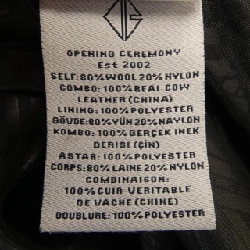 OPENING CEREMONY
EST 2002
SELF: 80% WOOL 20% NYLON
COMBO: 100% REAL COW
LEATHER (CHINA)
LINING: 100% POLYESTER
GÖVDE: 80% YÜN 20% NAYLON
KOMBO: 100% GERÇEK INEK
DERISI (ÇIN)
ASTAR: 100% POLYESTER
CORPS: 80% LAINE 20% NYLON
COMBINAISON:
100% CUIR VERITABLE
DE VACHE (CHINE)
DOUBLURE: 100% POLYESTER